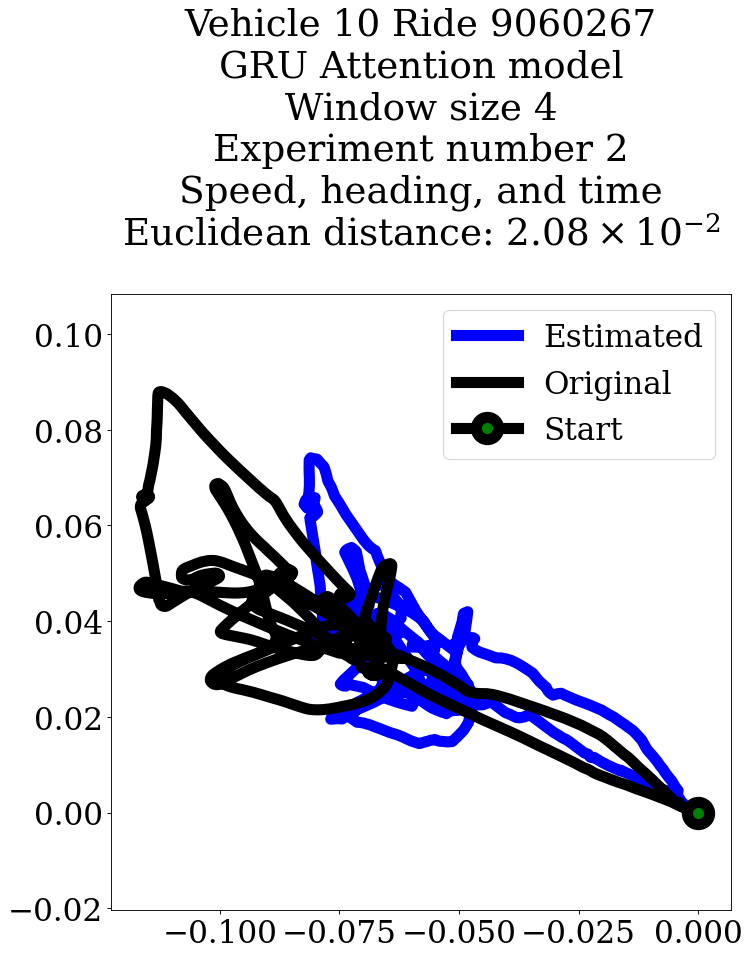 Vehicle 10 Ride 9060267
GRU Attention model
Window size 4
Experiment number 2
Speed, heading, and time
Euclidean distance: 2.08 × 10⁻²
Estimated
Original
Start
0.10
0.08
0.06
0.04
0.02
0.00
−0.02
−0.100 −0.075 −0.050 −0.025 0.000